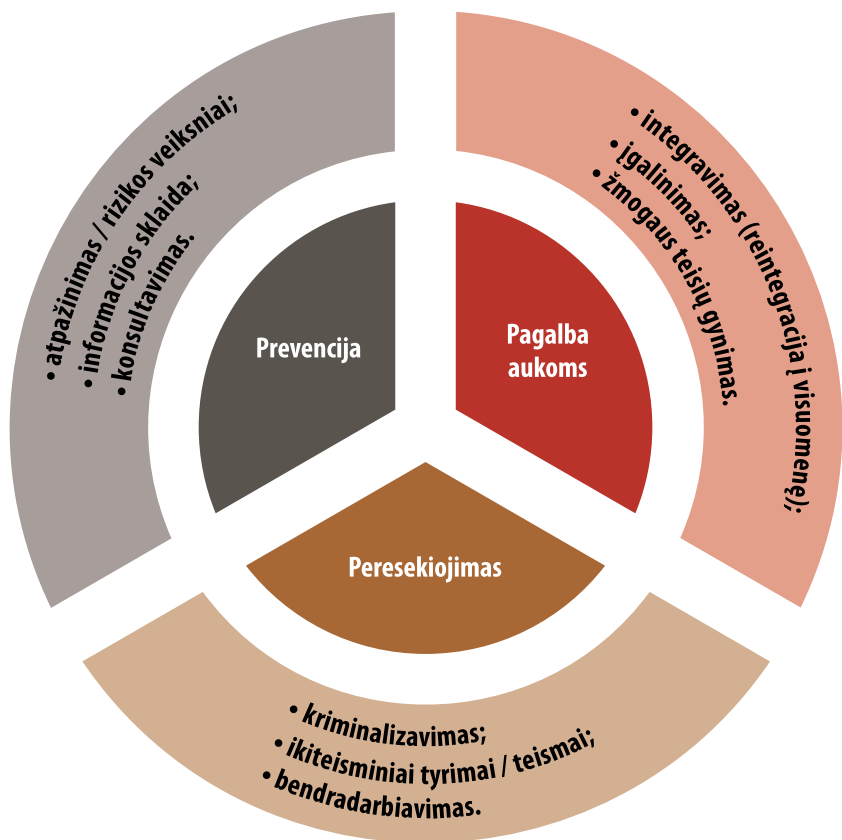 • atpažinimas / rizikos veiksniai;
• informacijos sklaida;
• konsultavimas.
Prevencija
• integravimas (reintegracija į visuomenę);
• įgalinimas;
• žmogaus teisių gynimas.
Pagalba
aukoms
Peresekiojimas
• kriminalizavimas;
• ikiteisminiai tyrimai / teismai;
• bendradarbiavimas.